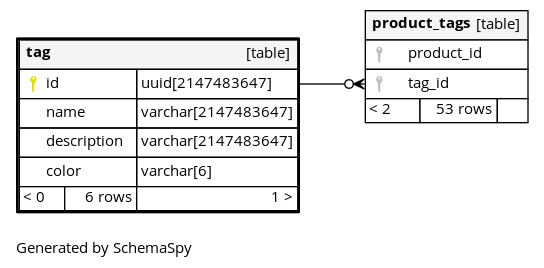 tag [table]
id uuid[2147483647]
name varchar[2147483647]
description varchar[2147483647]
color varchar[6]
< 0 6 rows 1 >
product_tags [table]
product_id
tag_id
< 2 53 rows
Generated by SchemaSpy